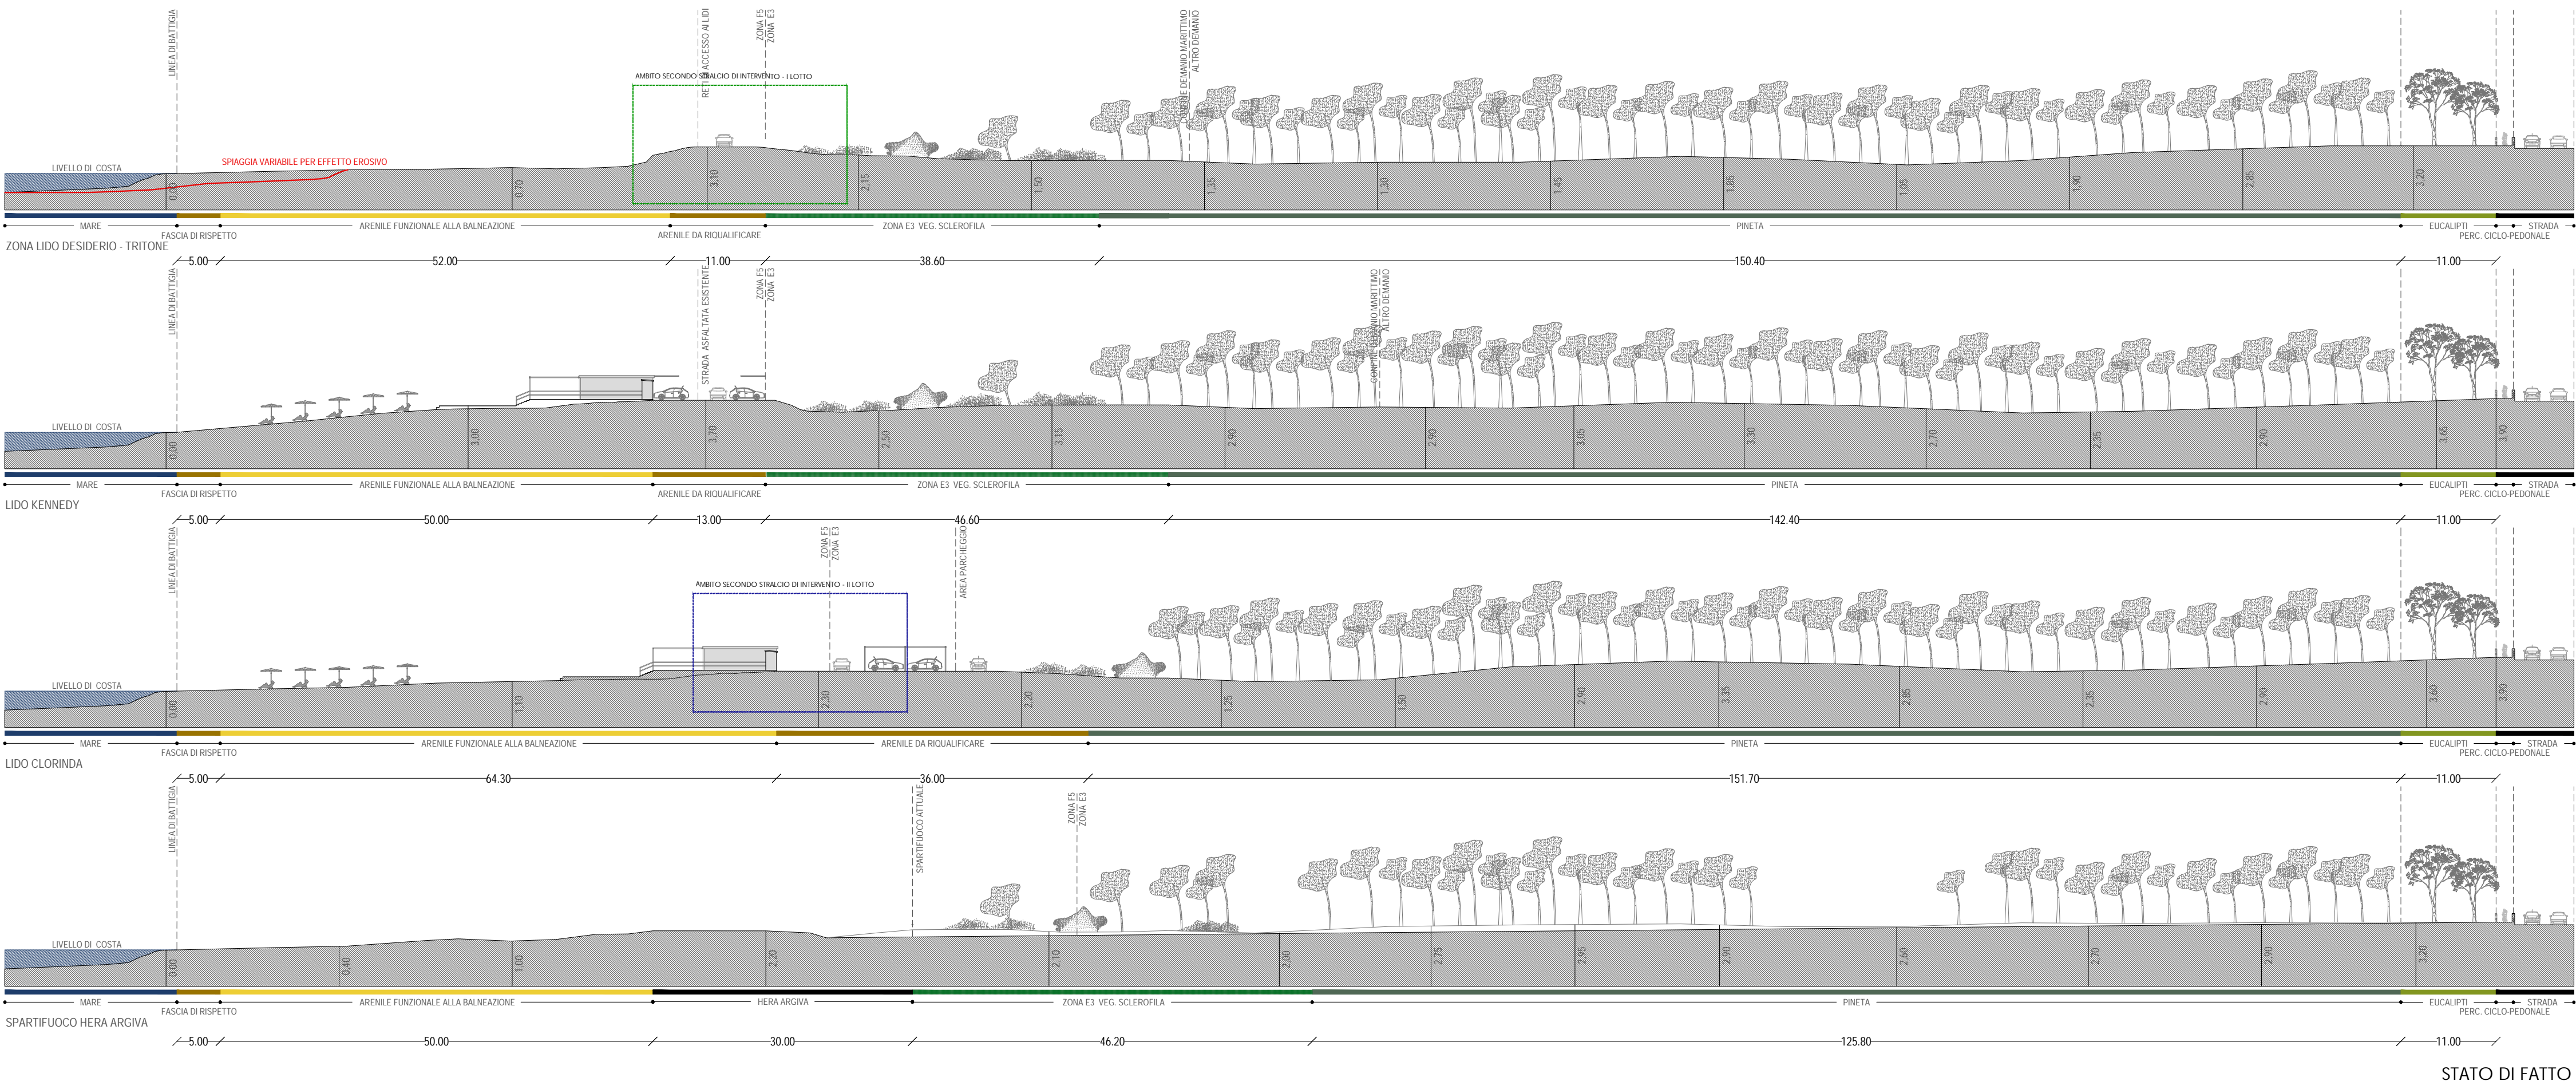 LINEA DI BATTIGIA
RETI DI ACCESSO AI LIDI
ZONA F5
ZONA E3
CONFINE DEMANIO MARITTIMO
ALTRO DEMANIO
AMBITO SECONDO STRALCIO DI INTERVENTO - I LOTTO
LIVELLO DI COSTA
SPIAGGIA VARIABILE PER EFFETTO EROSIVO
0,00
0,70
3,10
2,15
1,50
1,35
1,30
1,45
1,85
1,05
1,90
2,85
3,20
MARE
FASCIA DI RISPETTO
ARENILE FUNZIONALE ALLA BALNEAZIONE
ARENILE DA RIQUALIFICARE
ZONA E3 VEG. SCLEROFILA
PINETA
EUCALIPTI
PERC. CICLO-PEDONALE
STRADA
ZONA LIDO DESIDERIO - TRITONE
5.00
52.00
11.00
38.60
150.40
11.00
LINEA DI BATTIGIA
STRADA ASFALTATA ESISTENTE
ZONA F5
ZONA E3
CONFINE DEMANIO MARITTIMO
ALTRO DEMANIO
LIVELLO DI COSTA
0,00
3,00
3,70
2,50
3,15
2,90
2,90
3,05
3,30
2,70
2,35
2,90
3,65
3,90
MARE
FASCIA DI RISPETTO
ARENILE FUNZIONALE ALLA BALNEAZIONE
ARENILE DA RIQUALIFICARE
ZONA E3 VEG. SCLEROFILA
PINETA
EUCALIPTI
PERC. CICLO-PEDONALE
STRADA
LIDO KENNEDY
5.00
50.00
13.00
46.60
142.40
11.00
LINEA DI BATTIGIA
ZONA F5
ZONA E3
AREA PARCHEGGIO
AMBITO SECONDO STRALCIO DI INTERVENTO - II LOTTO
LIVELLO DI COSTA
0,00
1,10
2,30
2,20
1,25
1,50
2,90
3,35
2,85
2,35
2,90
3,60
3,90
MARE
FASCIA DI RISPETTO
ARENILE FUNZIONALE ALLA BALNEAZIONE
ARENILE DA RIQUALIFICARE
PINETA
EUCALIPTI
PERC. CICLO-PEDONALE
STRADA
LIDO CLORINDA
5.00
64.30
36.00
151.70
11.00
LINEA DI BATTIGIA
SPARTIFUOCO ATTUALE
ZONA F5
ZONA E3
LIVELLO DI COSTA
0,00
0,40
1,00
2,20
2,10
2,00
2,75
2,95
2,90
2,60
2,70
2,90
3,20
MARE
FASCIA DI RISPETTO
ARENILE FUNZIONALE ALLA BALNEAZIONE
HERA ARGIVA
ZONA E3 VEG. SCLEROFILA
PINETA
EUCALIPTI
PERC. CICLO-PEDONALE
STRADA
SPARTIFUOCO HERA ARGIVA
5.00
50.00
30.00
46.20
125.80
11.00
STATO DI FATTO